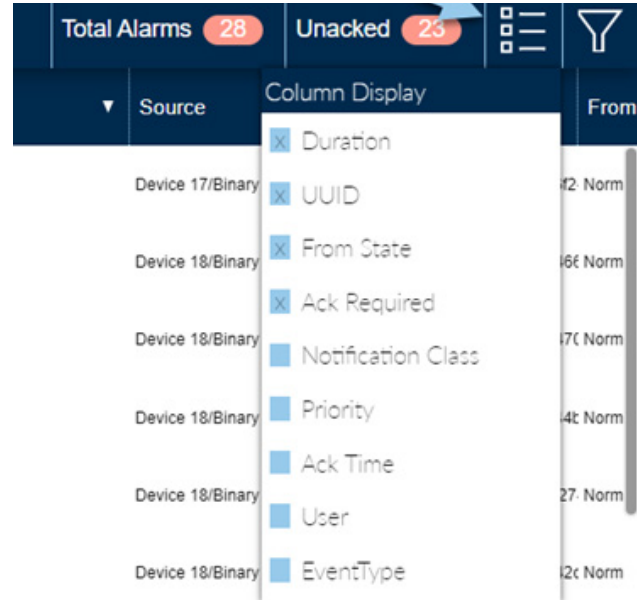 Total Alarms 28 Unacked 23
▼ Source Column Display From
x Duration
Device 17/Binary Norm
x UUID
x From State
Device 18/Binary Norm
x Ack Required
Device 18/Binary Norm
Notification Class
Priority
Device 18/Binary Norm
Ack Time
Device 18/Binary Norm
User
Device 18/Binary EventType Norm